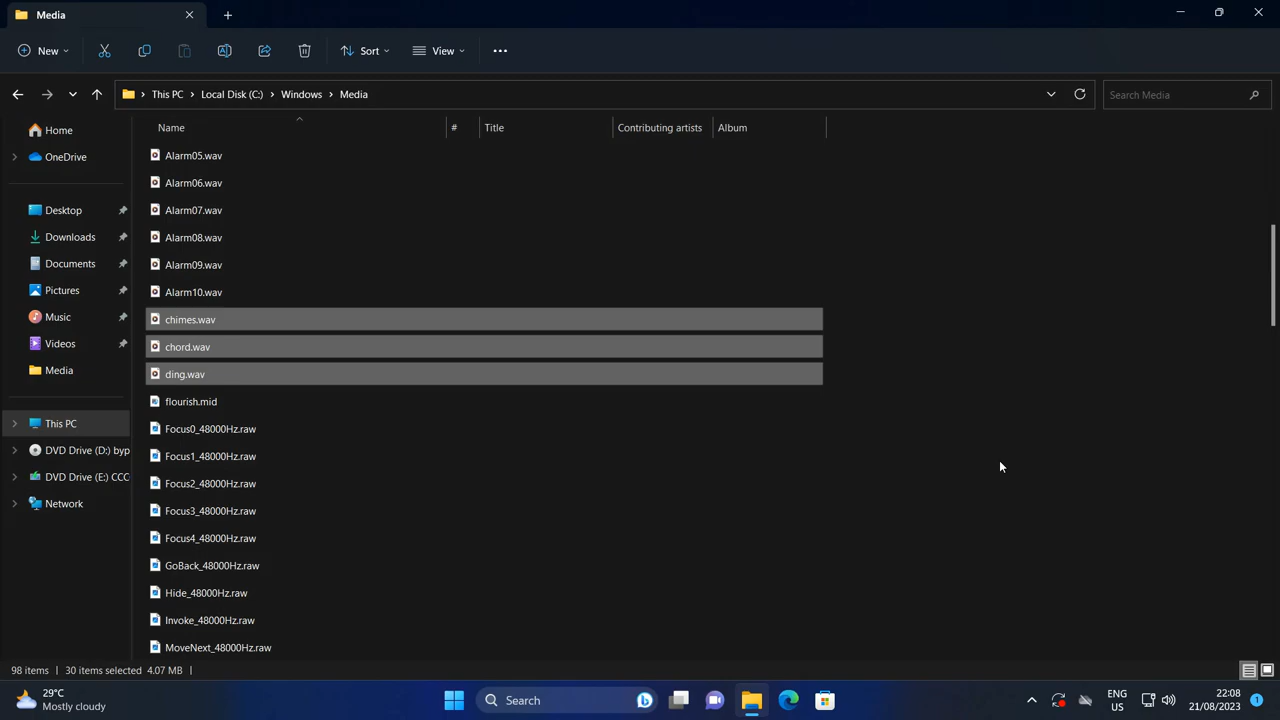 Media
New
Sort
View
This PC > Local Disk (C:) > Windows > Media
Search Media
Home
OneDrive
Desktop
Downloads
Documents
Pictures
Music
Videos
Media
This PC
DVD Drive (D:) byp
DVD Drive (E:) CCC
Network
Name # Title Contributing artists Album
Alarm05.wav
Alarm06.wav
Alarm07.wav
Alarm08.wav
Alarm09.wav
Alarm10.wav
chimes.wav
chord.wav
ding.wav
flourish.mid
Focus0_48000Hz.raw
Focus1_48000Hz.raw
Focus2_48000Hz.raw
Focus3_48000Hz.raw
Focus4_48000Hz.raw
GoBack_48000Hz.raw
Hide_48000Hz.raw
Invoke_48000Hz.raw
MoveNext_48000Hz.raw
98 items 30 items selected 4.07 MB
29°C
Mostly cloudy
Search
ENG
US
22:08
21/08/2023
1